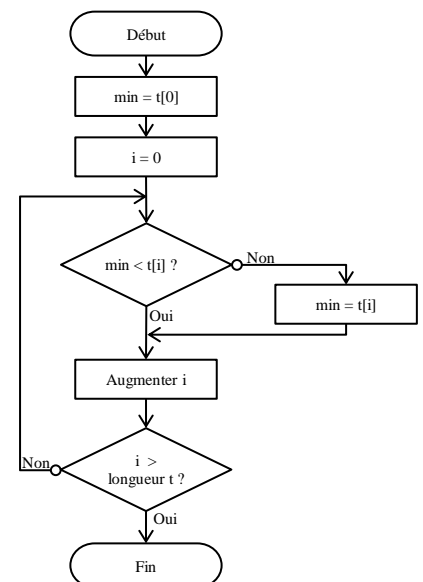 Début
min = t[0]
i = 0
min < t[i] ?
Non
min = t[i]
Oui
Augmenter i
i >
longueur t ?
Non
Oui
Fin